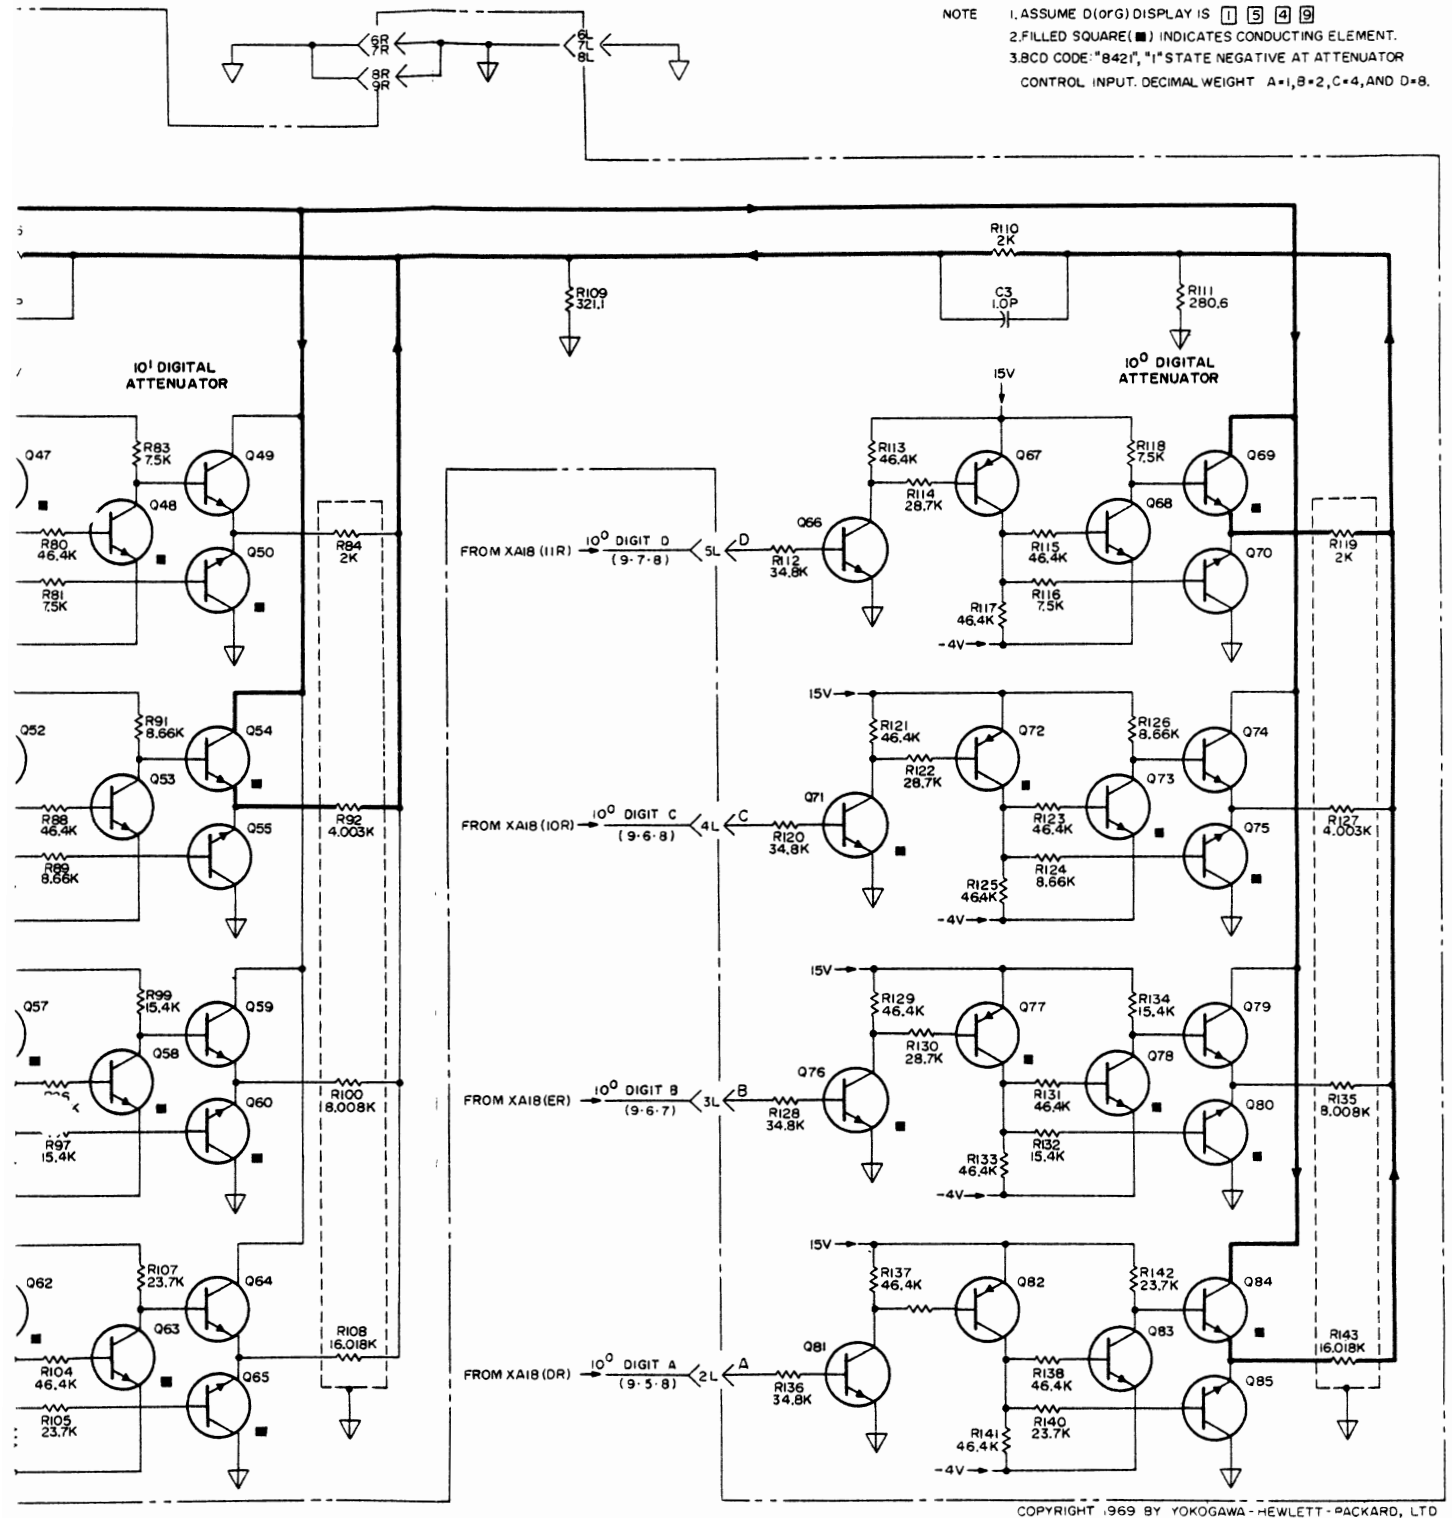 NOTE 1. ASSUME D(orG) DISPLAY IS 1 5 4 9
2. FILLED SQUARE(■) INDICATES CONDUCTING ELEMENT.
3. BCD CODE: "8421", "1" STATE NEGATIVE AT ATTENUATOR
CONTROL INPUT. DECIMAL WEIGHT A=1, B=2, C=4, AND D=8.
6R
7R
8R
9R
6L
7L
8L
R110
2K
C3
1.0P
R109
321.1
R111
280.6
10¹ DIGITAL
ATTENUATOR
10⁰ DIGITAL
ATTENUATOR
Q47
R83
7.5K
Q49
Q48
R80
46.4K
Q50
R81
7.5K
R84
2K
15V
R113
46.4K
Q67
R118
7.5K
Q69
R114
28.7K
Q68
Q66
FROM XA18 (11R)
10⁰ DIGIT D
(9-7-8)
5L
D
R112
34.8K
R115
46.4K
R119
2K
Q70
R116
7.5K
R117
46.4K
-4V
Q52
R91
8.66K
Q54
Q53
R88
46.4K
Q55
R89
8.66K
R92
4.003K
15V
R121
46.4K
Q72
R126
8.66K
Q74
R122
28.7K
Q73
Q71
FROM XA18 (10R)
10⁰ DIGIT C
(9-6-8)
4L
C
R120
34.8K
R123
46.4K
R127
4.003K
Q75
R124
8.66K
R125
46.4K
-4V
Q57
R99
15.4K
Q59
Q58
K
Q60
R97
15.4K
R100
8.008K
15V
R129
46.4K
Q77
R134
15.4K
Q79
R130
28.7K
Q78
Q76
FROM XA18 (ER)
10⁰ DIGIT B
(9-6-7)
3L
B
R128
34.8K
R131
46.4K
R135
8.008K
Q80
R132
15.4K
R133
46.4K
-4V
Q62
R107
23.7K
Q64
Q63
R104
46.4K
Q65
R105
23.7K
R108
16.018K
15V
R137
46.4K
Q82
R142
23.7K
Q84
Q83
Q81
FROM XA18 (DR)
10⁰ DIGIT A
(9-5-8)
2L
A
R136
34.8K
R138
46.4K
R143
16.018K
Q85
R140
23.7K
R141
46.4K
-4V
COPYRIGHT 1969 BY YOKOGAWA-HEWLETT-PACKARD, LTD